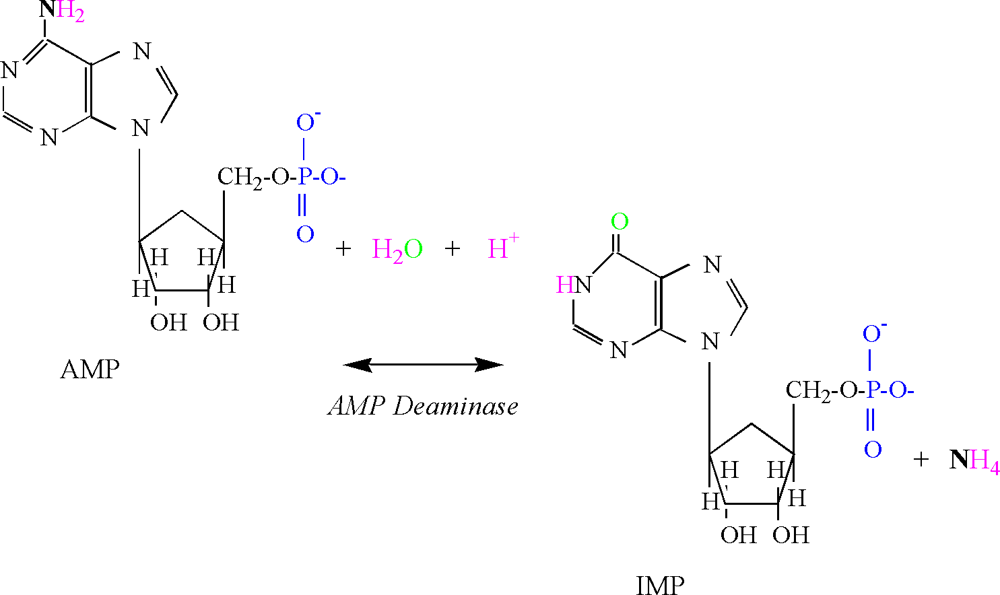 NH2
N N
N N
O-
CH2-O-P-O-
O
+ H2O + H+
H H
H H
OH OH
AMP
AMP Deaminase
O
HN N
N N
O-
CH2-O-P-O-
O
+ NH4
H H
H H
OH OH
IMP